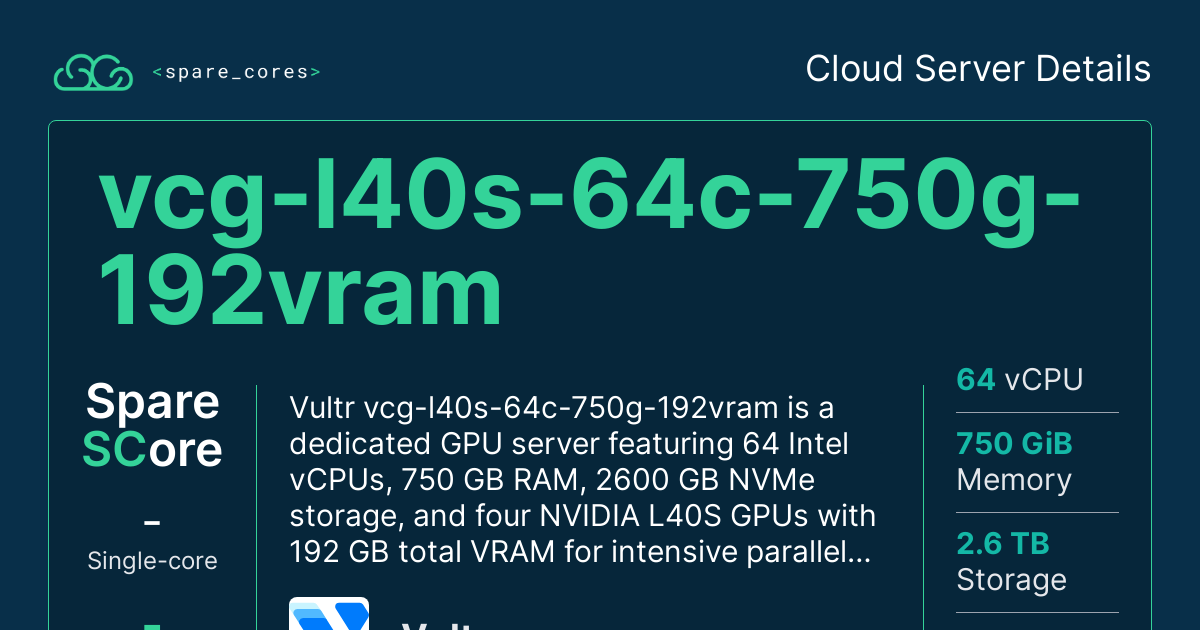 <spare_cores>
Cloud Server Details
vcg-l40s-64c-750g-
192vram
Spare
SCore
–
Single-core
Vultr vcg-l40s-64c-750g-192vram is a
dedicated GPU server featuring 64 Intel
vCPUs, 750 GB RAM, 2600 GB NVMe
storage, and four NVIDIA L40S GPUs with
192 GB total VRAM for intensive parallel...
64 vCPU
750 GiB
Memory
2.6 TB
Storage